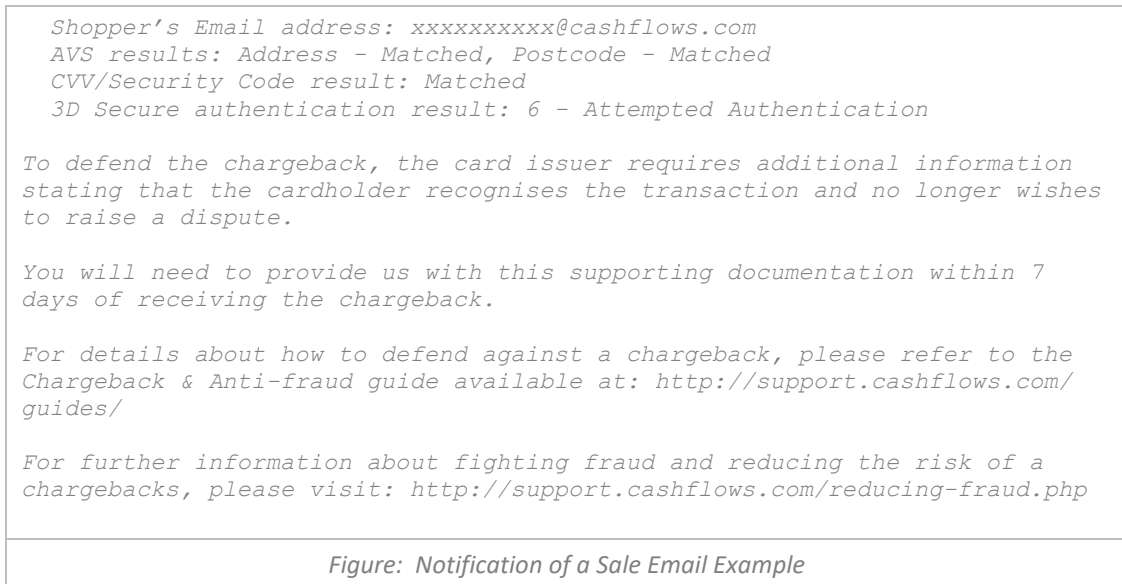 Shopper’s Email address: xxxxxxxxxx@cashflows.com
AVS results: Address – Matched, Postcode – Matched
CVV/Security Code result: Matched
3D Secure authentication result: 6 – Attempted Authentication
To defend the chargeback, the card issuer requires additional information
stating that the cardholder recognises the transaction and no longer wishes
to raise a dispute.
You will need to provide us with this supporting documentation within 7
days of receiving the chargeback.
For details about how to defend against a chargeback, please refer to the
Chargeback & Anti-fraud guide available at: http://support.cashflows.com/
guides/
For further information about fighting fraud and reducing the risk of a
chargebacks, please visit: http://support.cashflows.com/reducing-fraud.php
Figure: Notification of a Sale Email Example